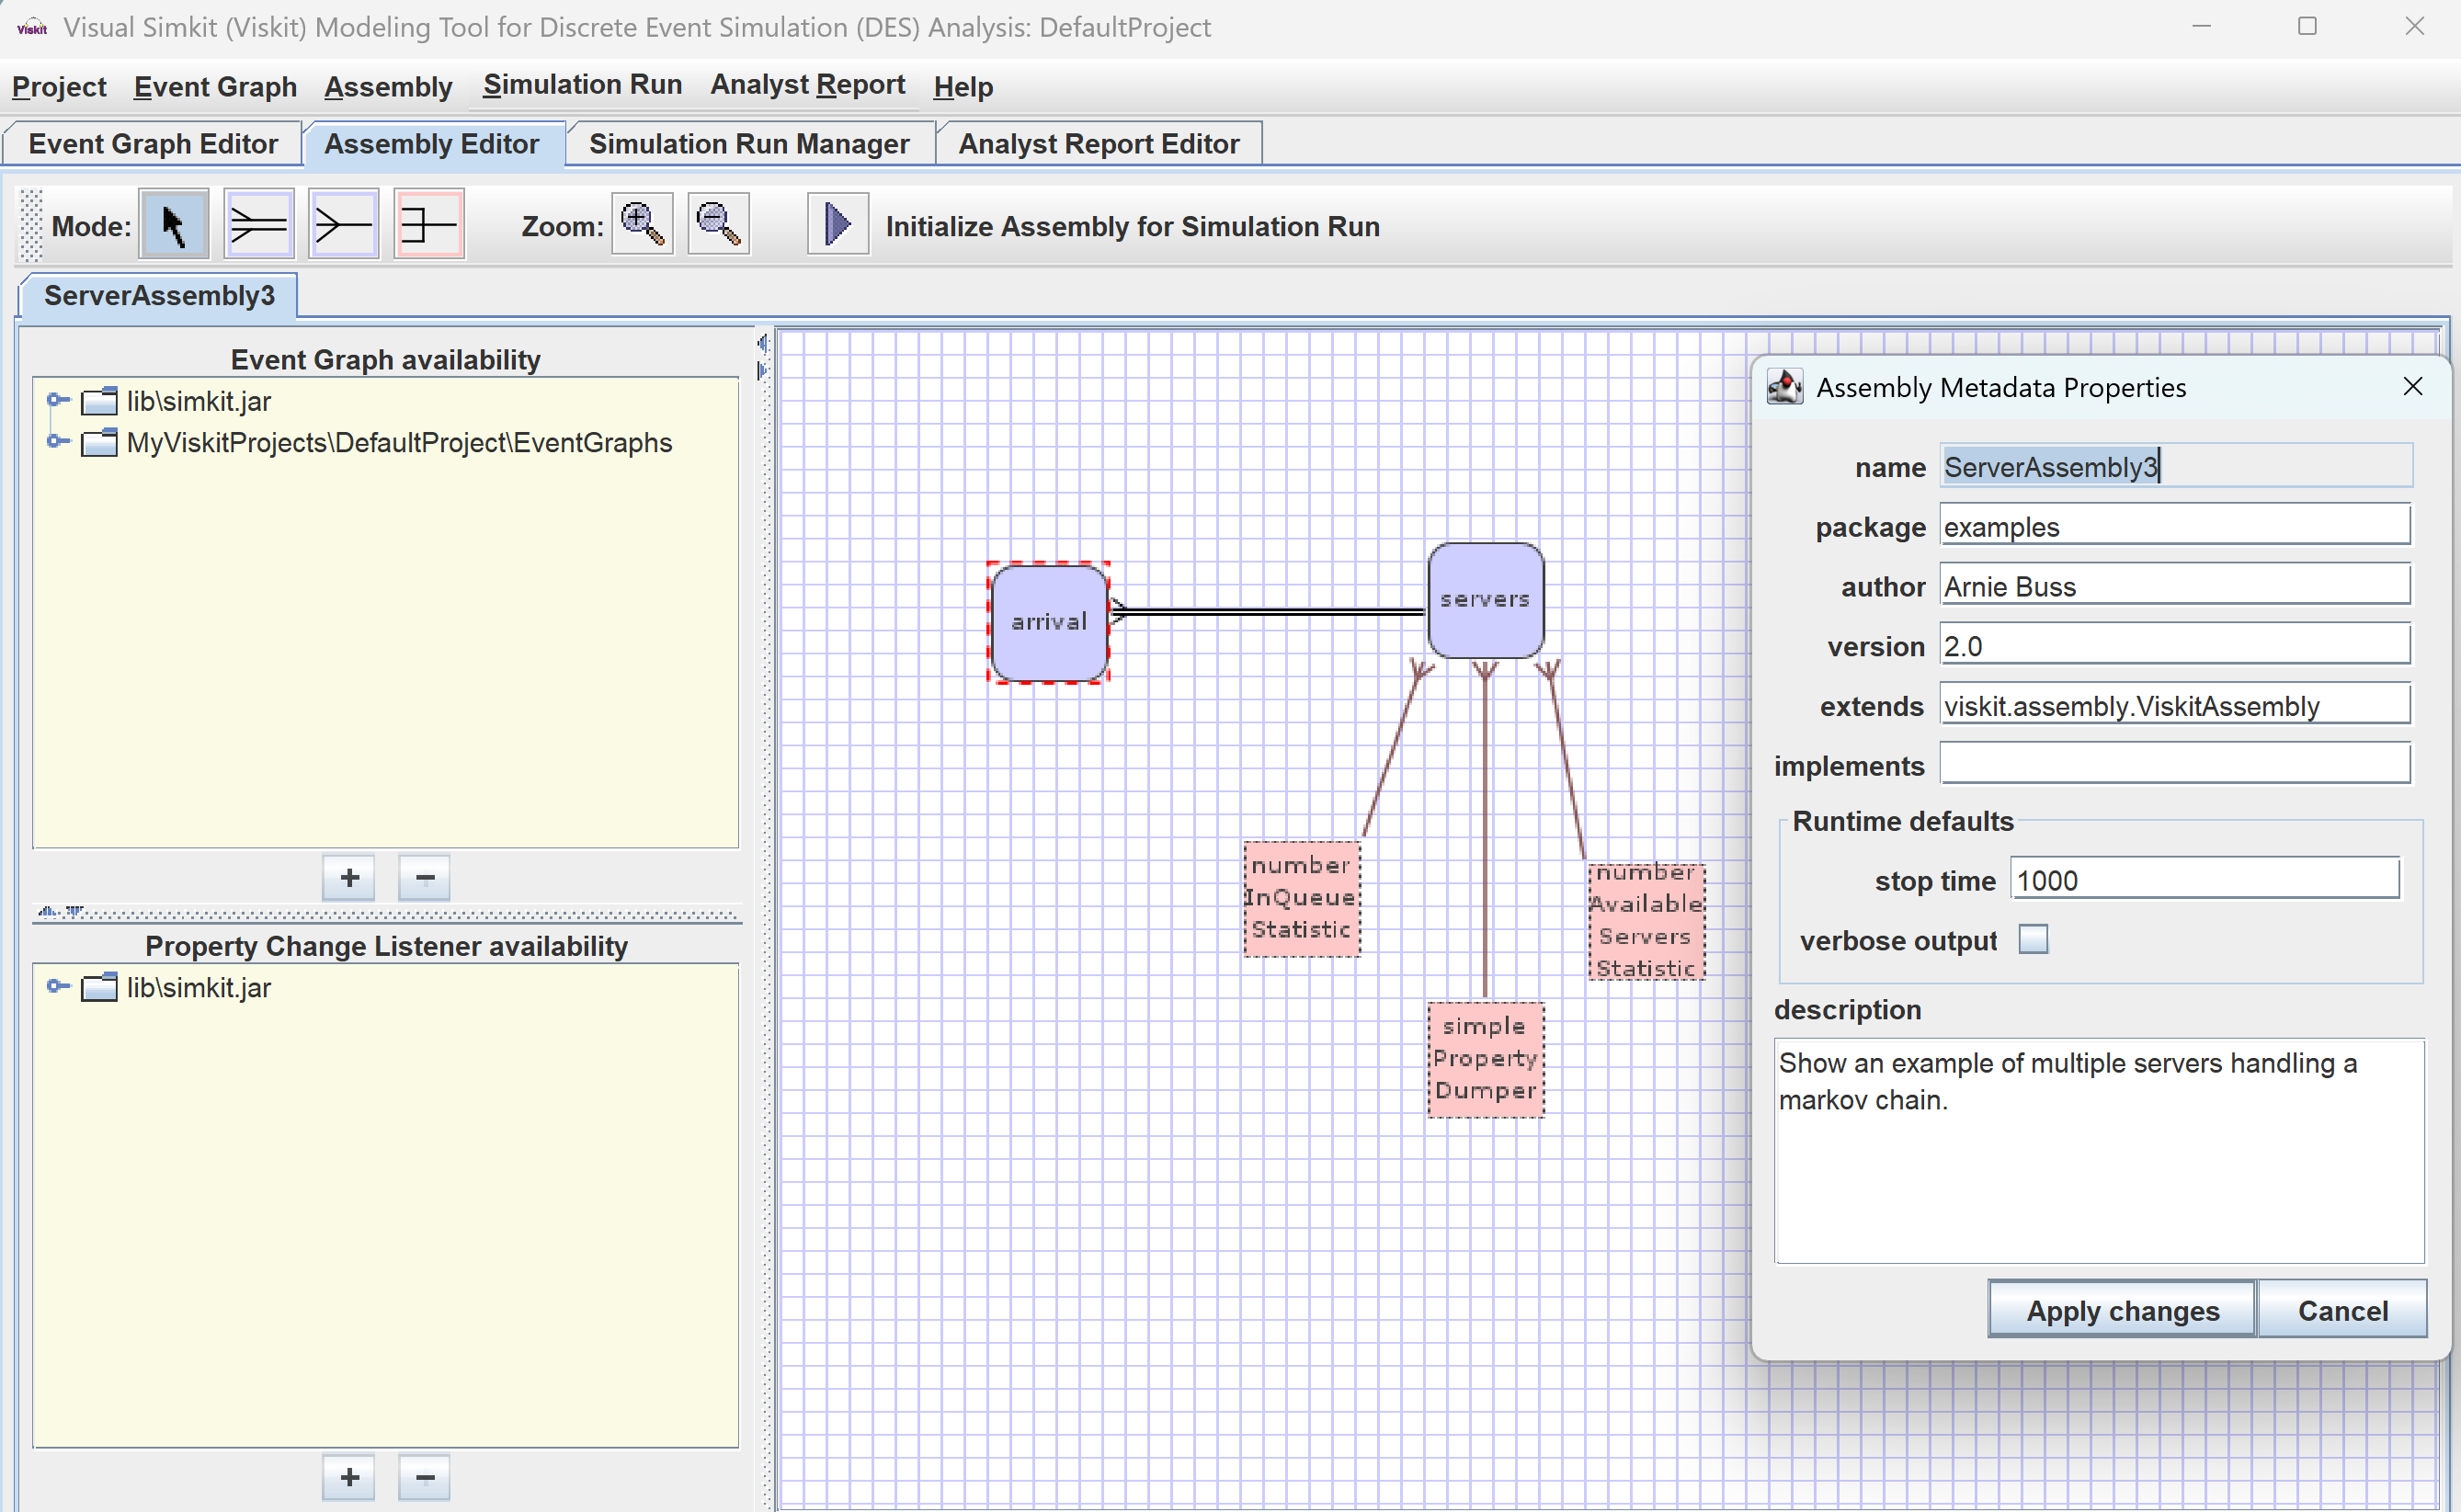 Viskit Visual Simkit (Viskit) Modeling Tool for Discrete Event Simulation (DES) Analysis: DefaultProject
Project Event Graph Assembly Simulation Run Analyst Report Help
Event Graph Editor Assembly Editor Simulation Run Manager Analyst Report Editor
Mode: Zoom: Initialize Assembly for Simulation Run
ServerAssembly3
Event Graph availability
lib\simkit.jar
MyViskitProjects\DefaultProject\EventGraphs
+ −
Property Change Listener availability
lib\simkit.jar
+ −
arrival
servers
number
InQueue
Statistic
simple
Property
Dumper
number
Available
Servers
Statistic
Assembly Metadata Properties
name ServerAssembly3
package examples
author Arnie Buss
version 2.0
extends viskit.assembly.ViskitAssembly
implements
Runtime defaults
stop time 1000
verbose output
description
Show an example of multiple servers handling a
markov chain.
Apply changes Cancel